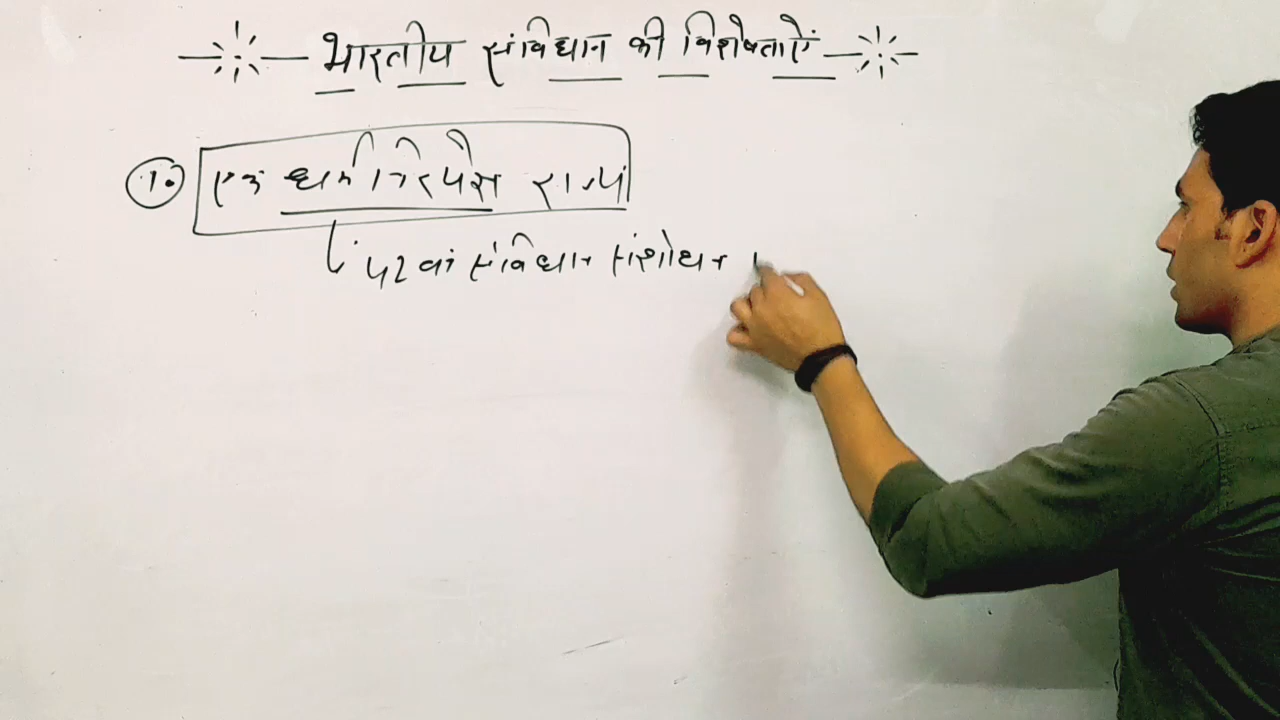 भारतीय संविधान की विशेषताऐं
10 एक धर्मनिरपेक्ष राज्य
42 वां संविधान संशोधन